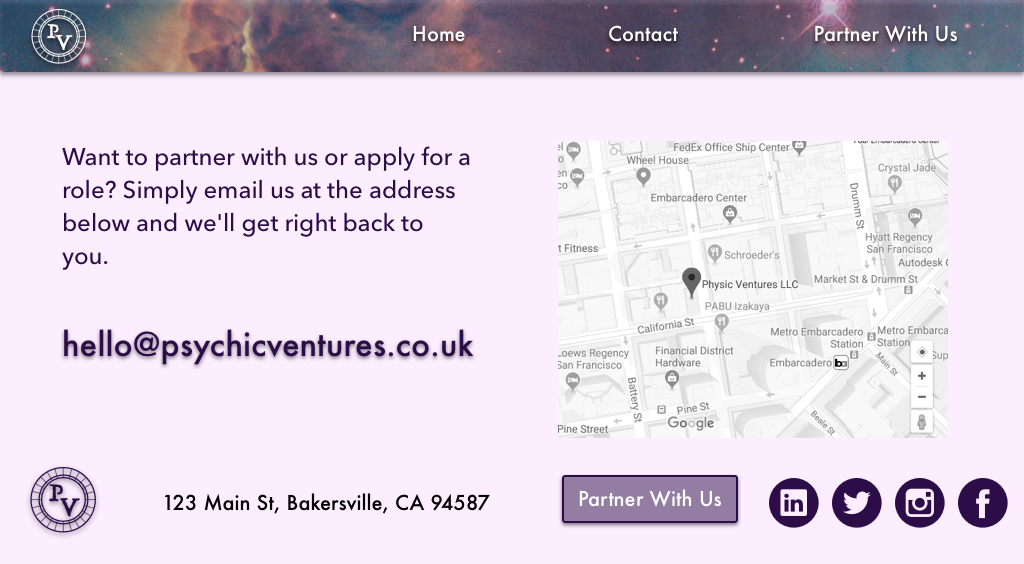 PV
Home
Contact
Partner With Us
Want to partner with us or apply for a
role? Simply email us at the address
below and we'll get right back to
you.
hello@psychicventures.co.uk
FedEx Office Ship Center
Wheel House
Crystal Jade
Embarcadero Center
Drumm St
t Fitness
Schroeder's
Hyatt Regency
San Francisco
Autodesk
Physic Ventures LLC
Market St & Drumm St
PABU Izakaya
California St
Metro Embarcadero
Station
Metro Embarca
Station
Loews Regency
San Francisco
Financial District
Hardware
Embarcadero
Sup
Main St
Battery St
Pine St
Beale St
Google
Pine Street
PV
123 Main St, Bakersville, CA 94587
Partner With Us
in
f